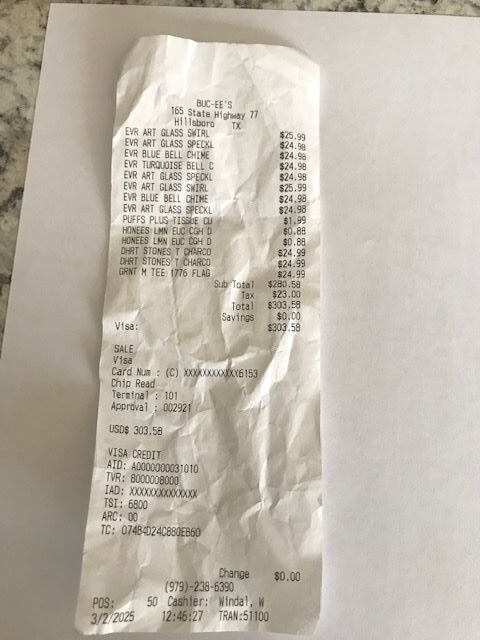 BUC-EE'S
165 State Highway 77
Hillsboro TX
EVR ART GLASS SWIRL $25.99
EVR ART GLASS SPECKL $24.98
EVR BLUE BELL CHIME $24.98
EVR TURQUOISE BELL C $24.98
EVR ART GLASS SPECKL $24.98
EVR ART GLASS SWIRL $25.99
EVR BLUE BELL CHIME $24.98
EVR ART GLASS SPECKL $24.98
PUFFS PLUS TISSUE CU $1.99
HONEES LMN EUC CGH D $0.88
HONEES LMN EUC CGH D $0.88
DHRT STONES T CHARCO $24.99
DHRT STONES T CHARCO $24.99
GRNT M TEE 1776 FLAG $24.99
Sub Total $280.58
Tax $23.00
Total $303.58
Savings $0.00
Visa: $303.58
SALE
Visa
Card Num : (C) XXXXXXXXXXXX6153
Chip Read
Terminal : 101
Approval : 002921
USD$ 303.58
VISA CREDIT
AID: A0000000031010
TVR: 8000008000
IAD: XXXXXXXXXXXXXX
TSI: 6800
ARC: 00
TC: 074B4D24C880EB60
Change $0.00
(979)-238-6390
POS: 50 Cashier: Windal, W
3/2/2025 12:46:27 TRAN:51100